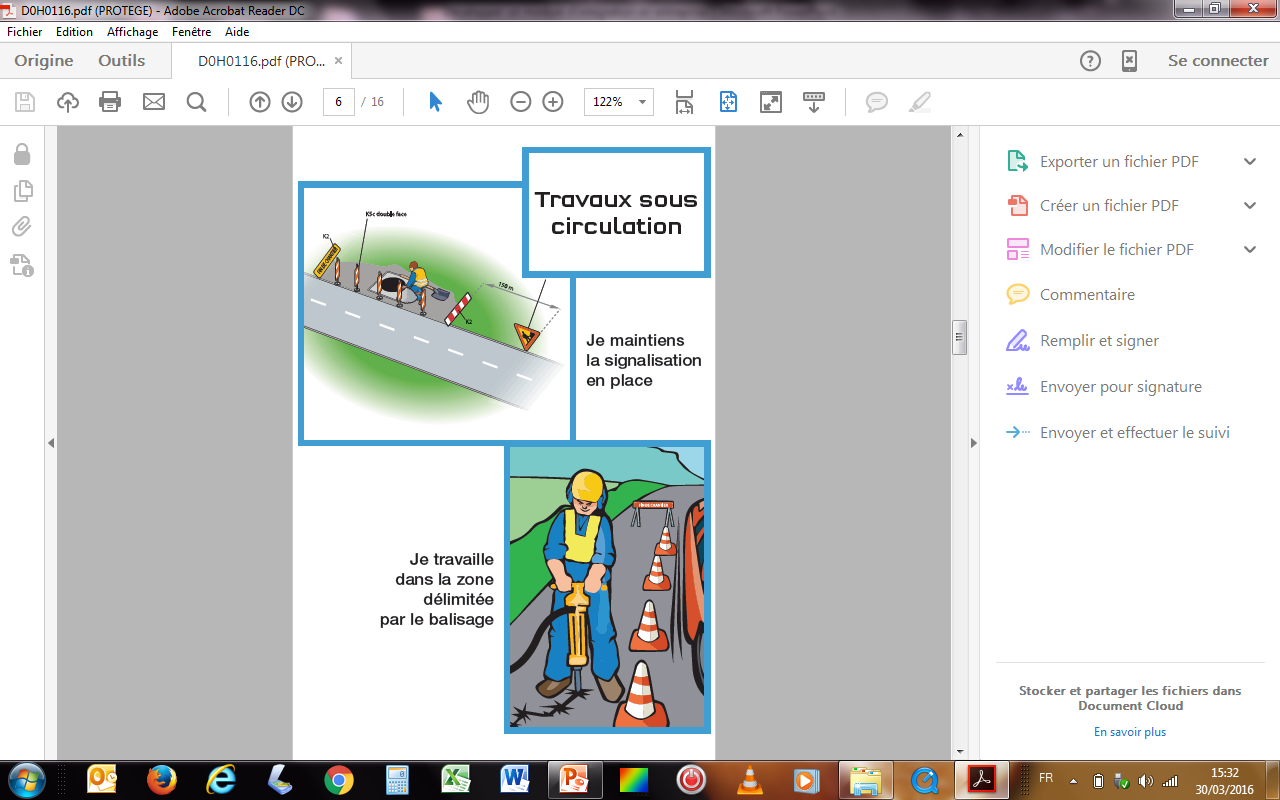 D0H0116.pdf (PROTEGE) - Adobe Acrobat Reader DC
Fichier Edition Affichage Fenêtre Aide
Origine Outils D0H0116.pdf (PRO... × Se connecter
6 / 16 122%
Travaux sous
circulation
K5c double face
K2
FIN DE CHANTIER
150 m
K2
Je maintiens
la signalisation
en place
Je travaille
dans la zone
délimitée
par le balisage
Exporter un fichier PDF
Créer un fichier PDF
Modifier le fichier PDF
Commentaire
Remplir et signer
Envoyer pour signature
Envoyer et effectuer le suivi
Stocker et partager les fichiers dans
Document Cloud
En savoir plus
FR 15:32
30/03/2016